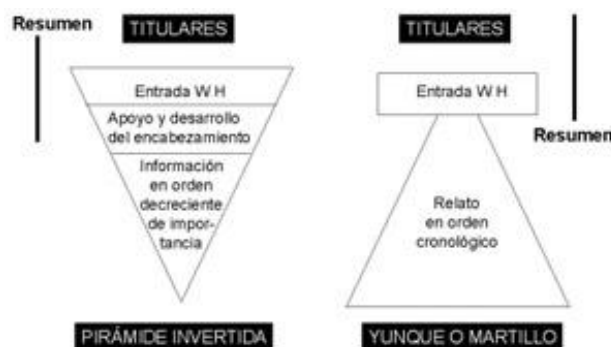 Resumen
TITULARES
Entrada W H
Apoyo y desarrollo
del encabezamiento
Información
en orden
decreciente
de impor-
tancia
PIRÁMIDE INVERTIDA
TITULARES
Entrada W H
Resumen
Relato
en orden
cronológico
YUNQUE O MARTILLO